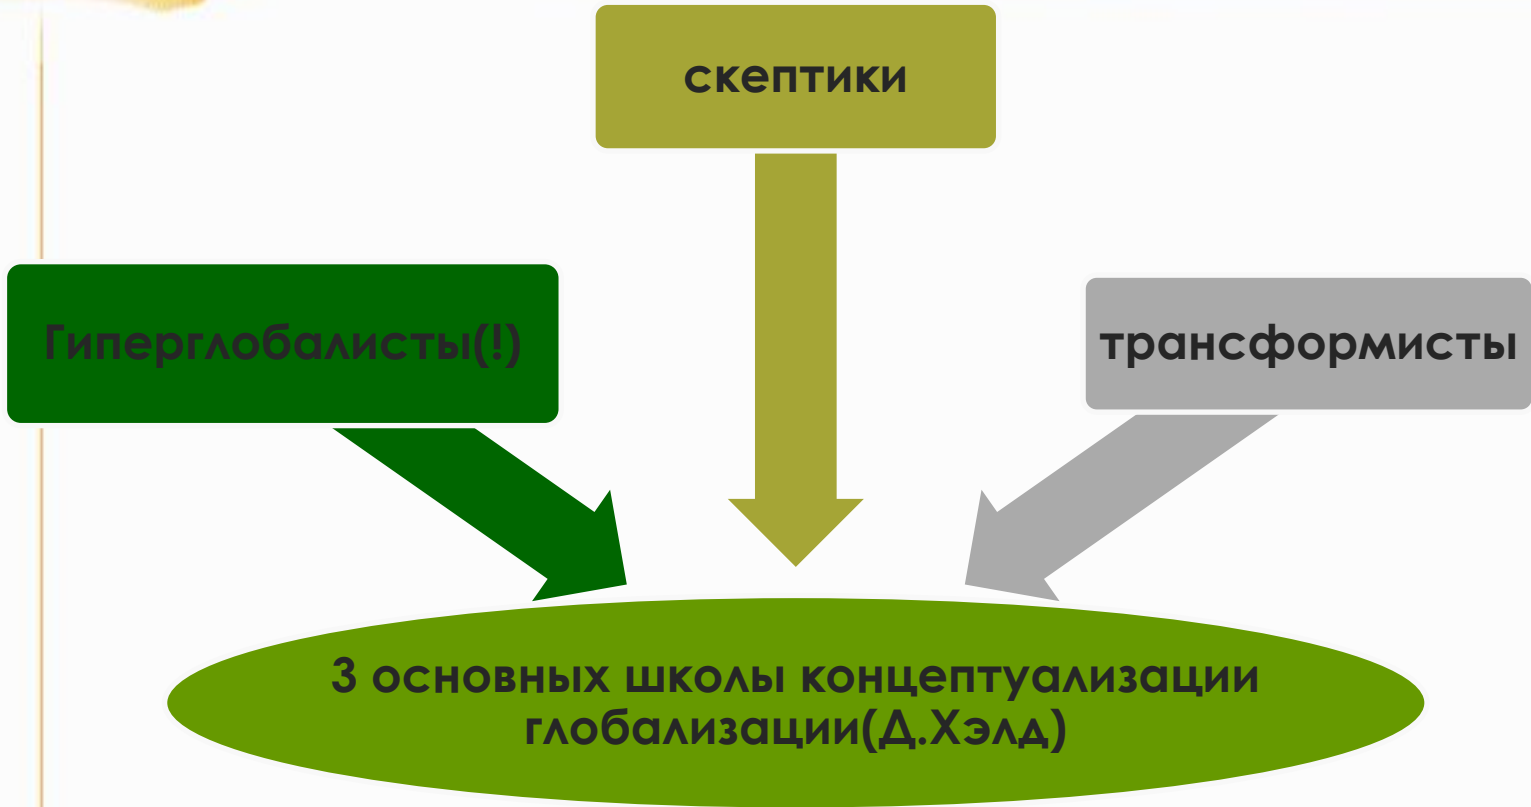 скептики
Гиперглобалисты(!)
трансформисты
3 основных школы концептуализации
глобализации(Д.Хэлд)